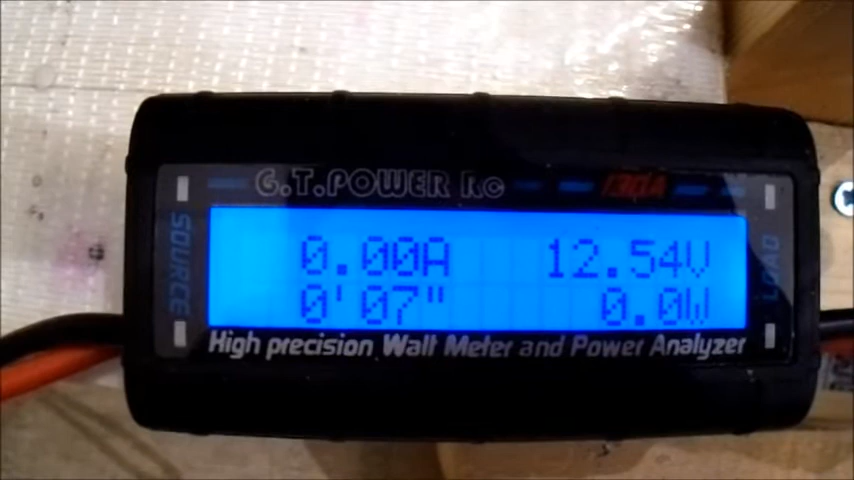 G.T.POWER RC 130A
SOURCE
0.00A 12.54V
0'07" 0.0W
LOAD
High precision Watt Meter and Power Analyzer